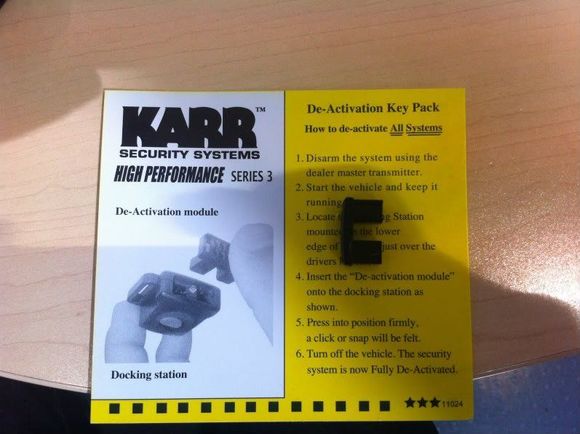 KARR™
SECURITY SYSTEMS
HIGH PERFORMANCE SERIES 3
De-Activation module
Docking station
De-Activation Key Pack
How to de-activate All Systems
1. Disarm the system using the
dealer master transmitter.
2. Start the vehicle and keep it
running
3. Locate Station
mounted the lower
edge of just over the
drivers
4. Insert the “De-activation module”
onto the docking station as
shown.
5. Press into position firmly,
a click or snap will be felt.
6. Turn off the vehicle. The security
system is now Fully De-Activated.
★★★11024